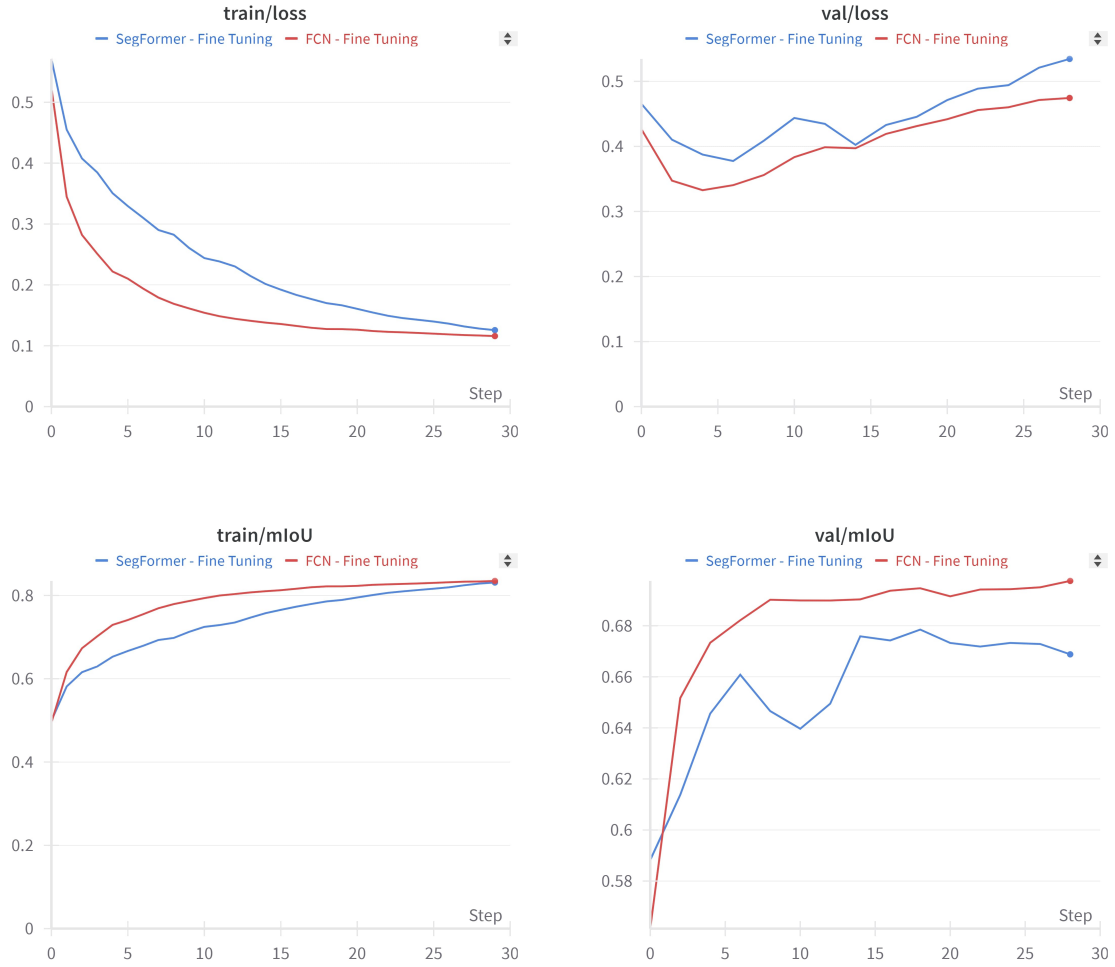 train/loss
SegFormer - Fine Tuning FCN - Fine Tuning
0.5
0.4
0.3
0.2
0.1
0
Step
0 5 10 15 20 25 30
val/loss
SegFormer - Fine Tuning FCN - Fine Tuning
0.5
0.4
0.3
0.2
0.1
0
Step
0 5 10 15 20 25 30
train/mIoU
SegFormer - Fine Tuning FCN - Fine Tuning
0.8
0.6
0.4
0.2
0
Step
0 5 10 15 20 25 30
val/mIoU
SegFormer - Fine Tuning FCN - Fine Tuning
0.68
0.66
0.64
0.62
0.6
0.58
Step
0 5 10 15 20 25 30